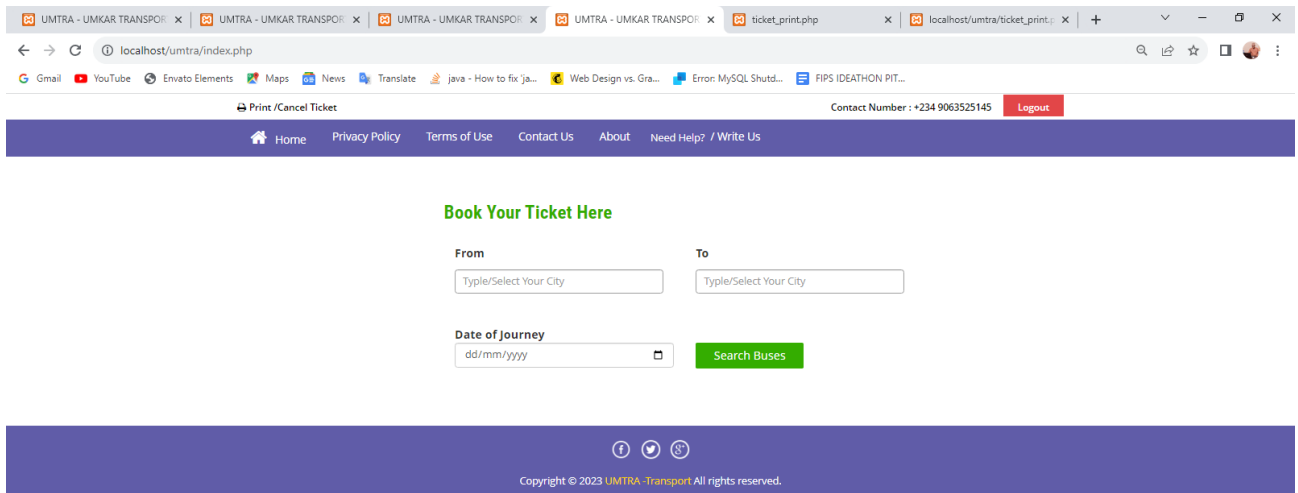 UMTRA - UMKAR TRANSPOR UMTRA - UMKAR TRANSPOR UMTRA - UMKAR TRANSPOR UMTRA - UMKAR TRANSPOR ticket_print.php localhost/umtra/ticket_print.p
localhost/umtra/index.php
Gmail YouTube Envato Elements Maps News Translate java - How to fix 'ja... Web Design vs. Gra... Error: MySQL Shutd... FIPS IDEATHON PIT...
Print /Cancel Ticket Contact Number : +234 9063525145 Logout
Home Privacy Policy Terms of Use Contact Us About Need Help? / Write Us
Book Your Ticket Here
From To
Typle/Select Your City Typle/Select Your City
Date of Journey
dd/mm/yyyy Search Buses
Copyright © 2023 UMTRA -Transport All rights reserved.